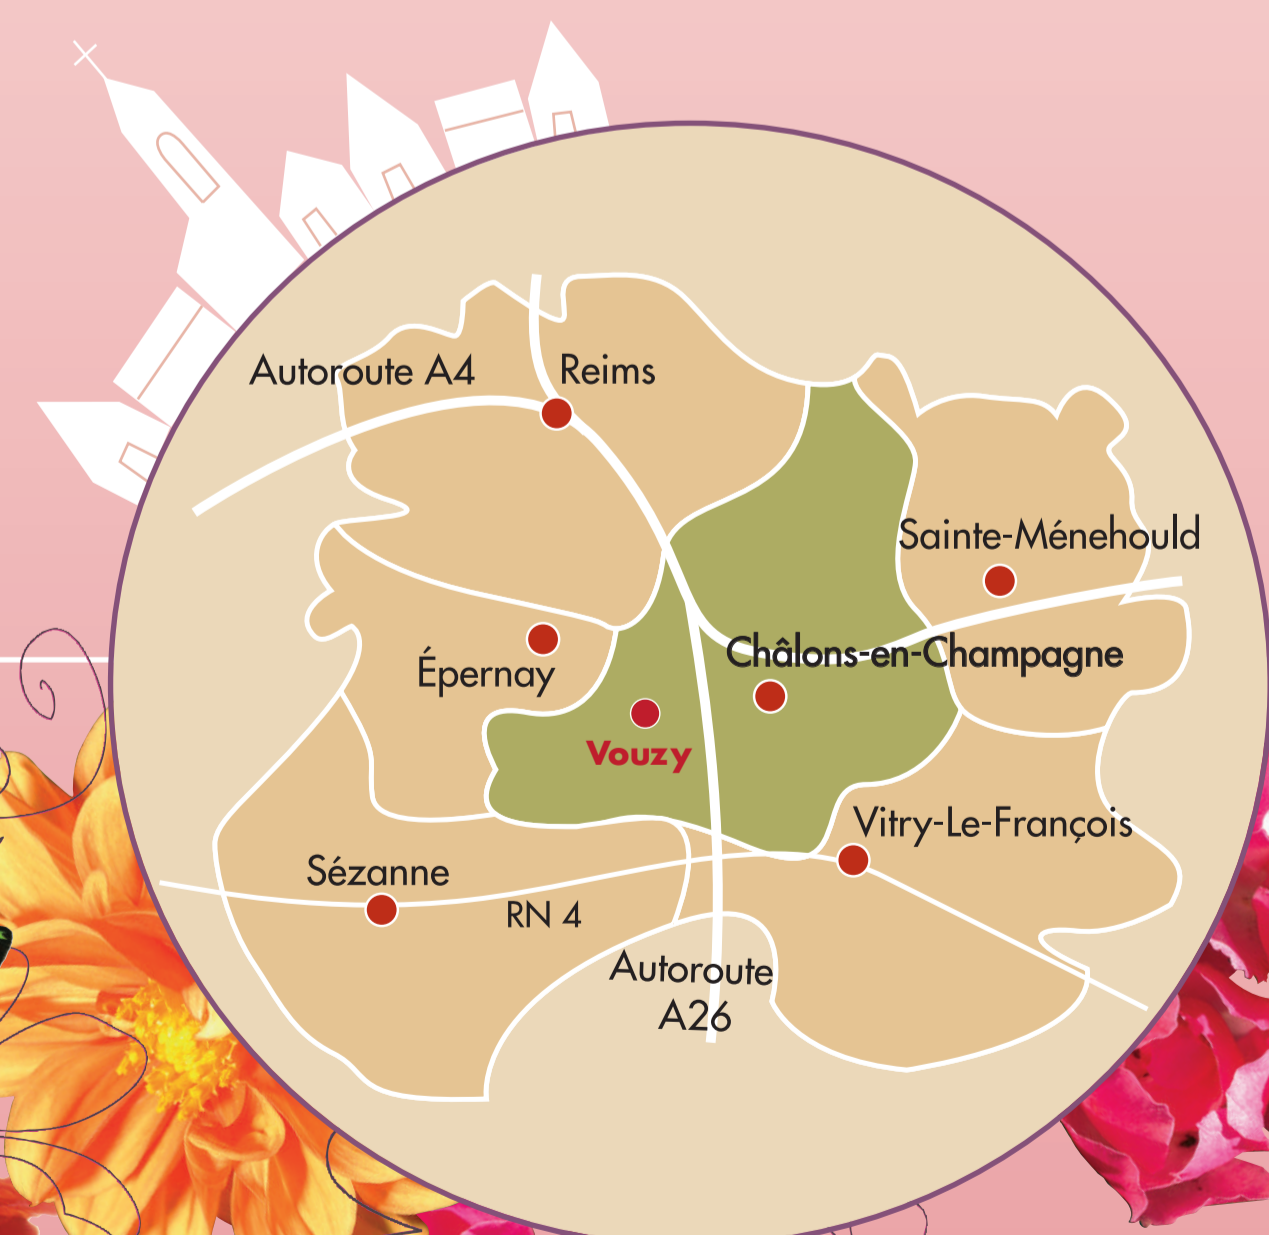 Autoroute A4
Reims
Sainte-Ménehould
Châlons-en-Champagne
Épernay
Vouzy
Vitry-Le-François
Sézanne
RN 4
Autoroute
A26